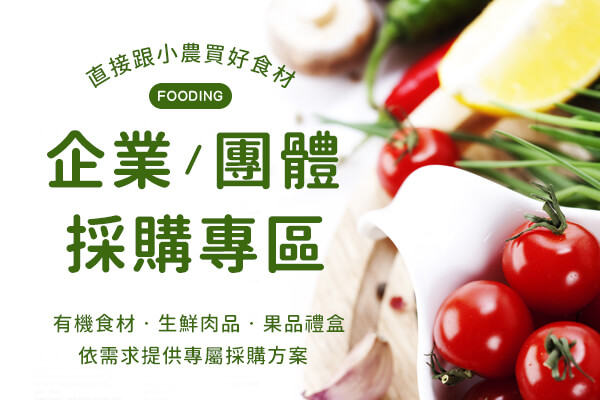 直接跟小農買好食材
FOODING
企業/團體
採購專區
有機食材・生鮮肉品・果品禮盒
依需求提供專屬採購方案